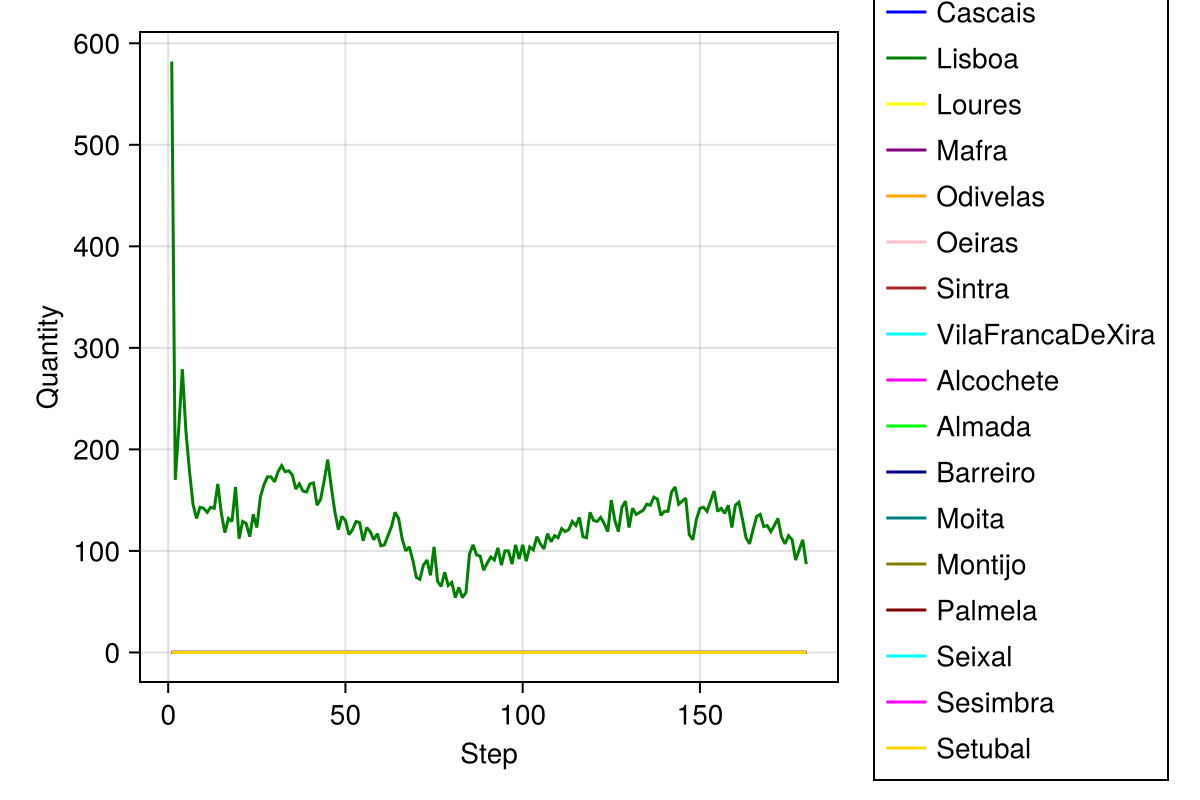 600
500
400
300
200
100
0
Quantity
0 50 100 150
Step
Cascais
Lisboa
Loures
Mafra
Odivelas
Oeiras
Sintra
VilaFrancaDeXira
Alcochete
Almada
Barreiro
Moita
Montijo
Palmela
Seixal
Sesimbra
Setubal